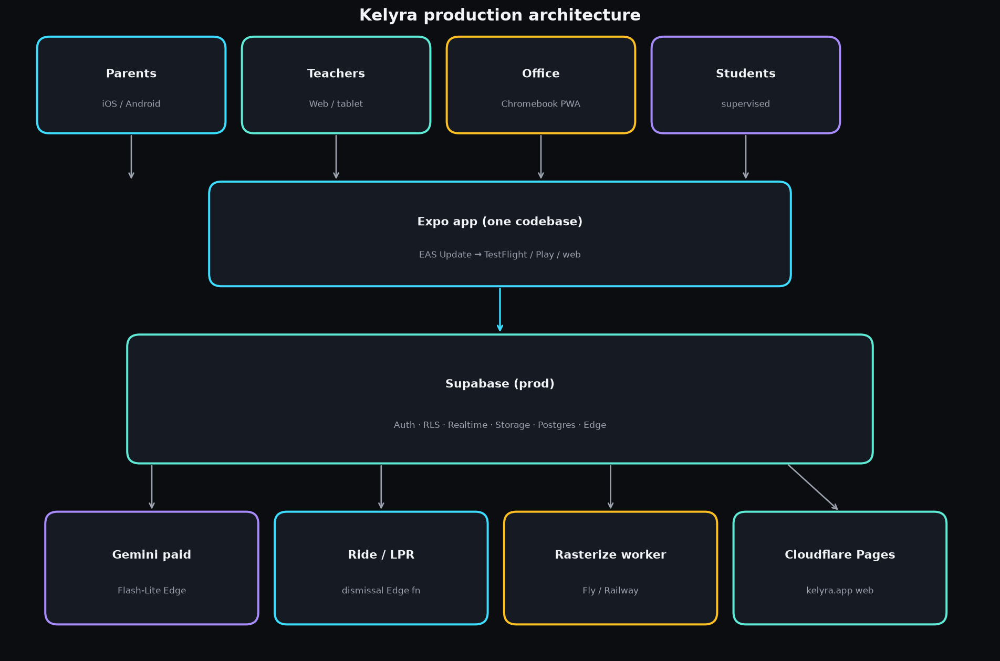 Kelyra production architecture
Parents
iOS / Android
Teachers
Web / tablet
Office
Chromebook PWA
Students
supervised
Expo app (one codebase)
EAS Update → TestFlight / Play / web
Supabase (prod)
Auth · RLS · Realtime · Storage · Postgres · Edge
Gemini paid
Flash-Lite Edge
Ride / LPR
dismissal Edge fn
Rasterize worker
Fly / Railway
Cloudflare Pages
kelyra.app web